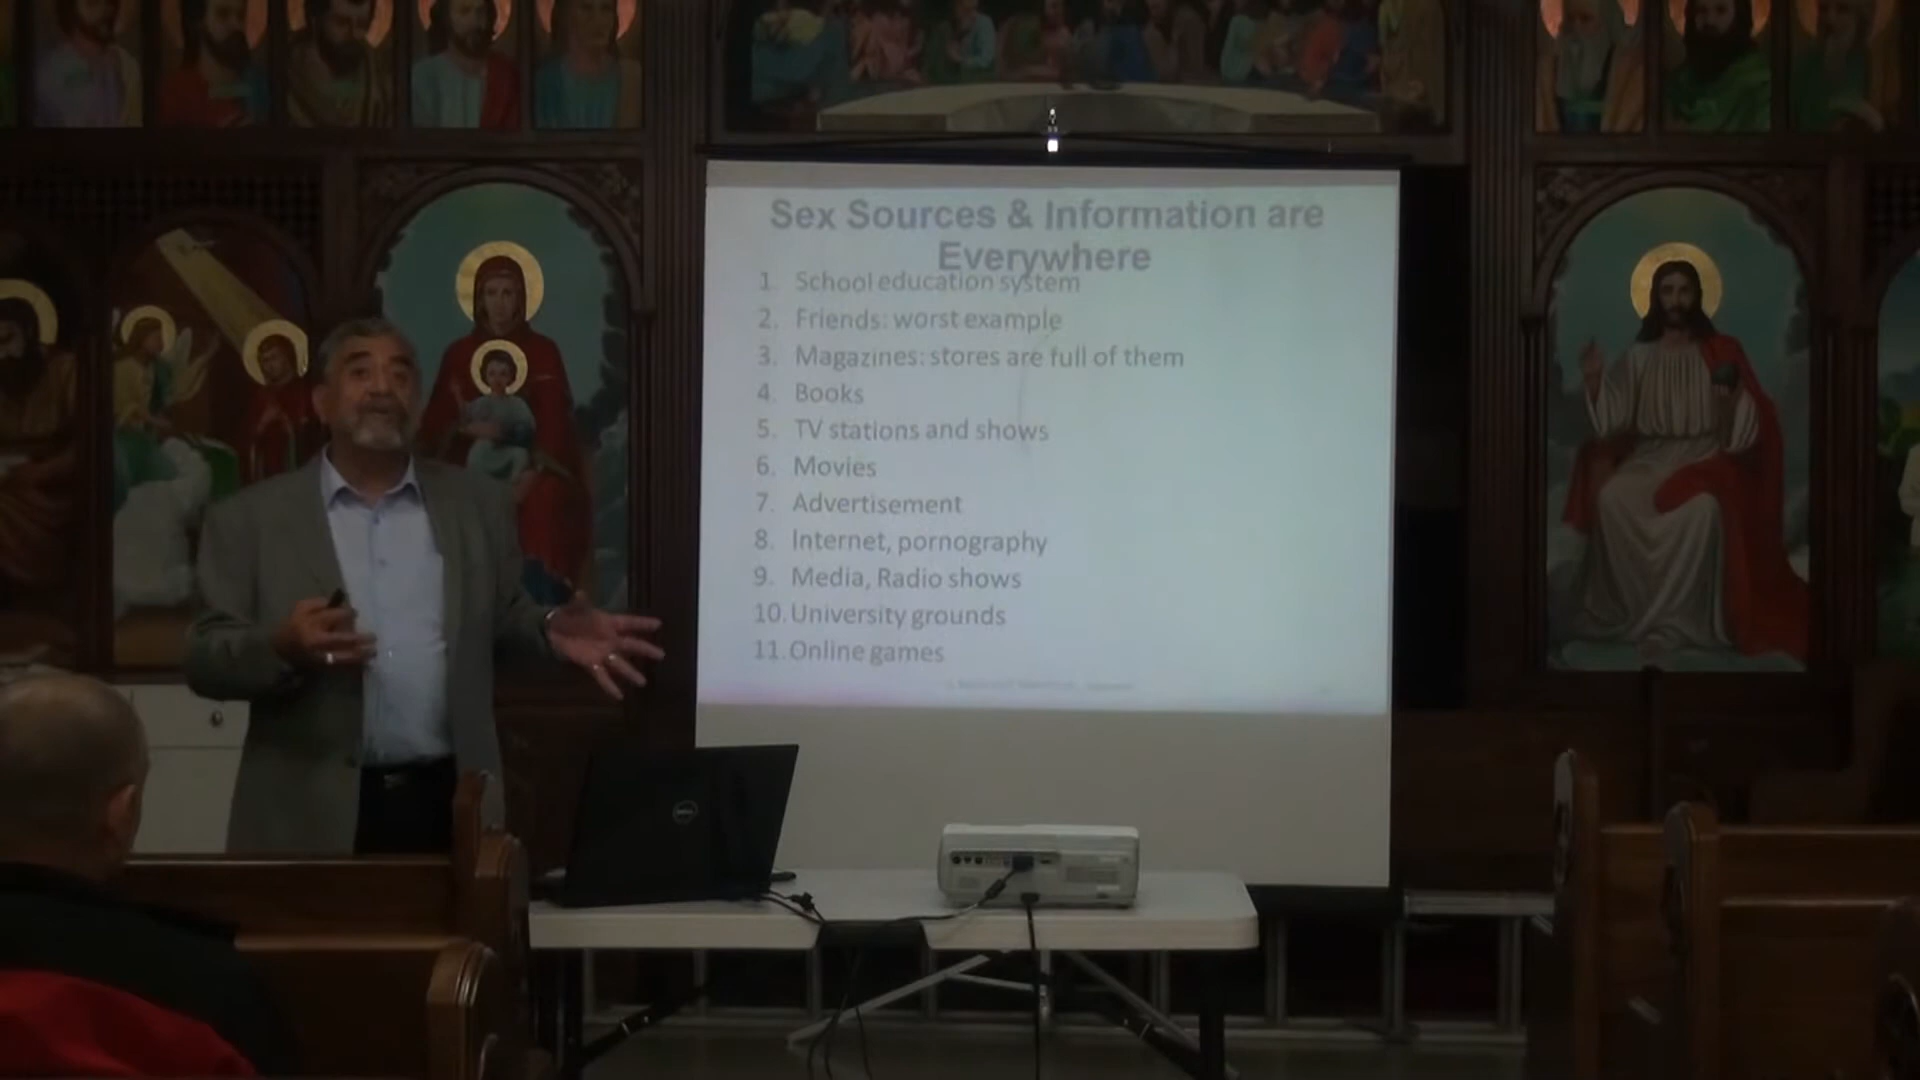 Sex Sources & Information are
Everywhere
1. School education system
2. Friends: worst example
3. Magazines: stores are full of them
4. Books
5. TV stations and shows
6. Movies
7. Advertisement
8. Internet, pornography
9. Media, Radio shows
10. University grounds
11. Online games
DELL